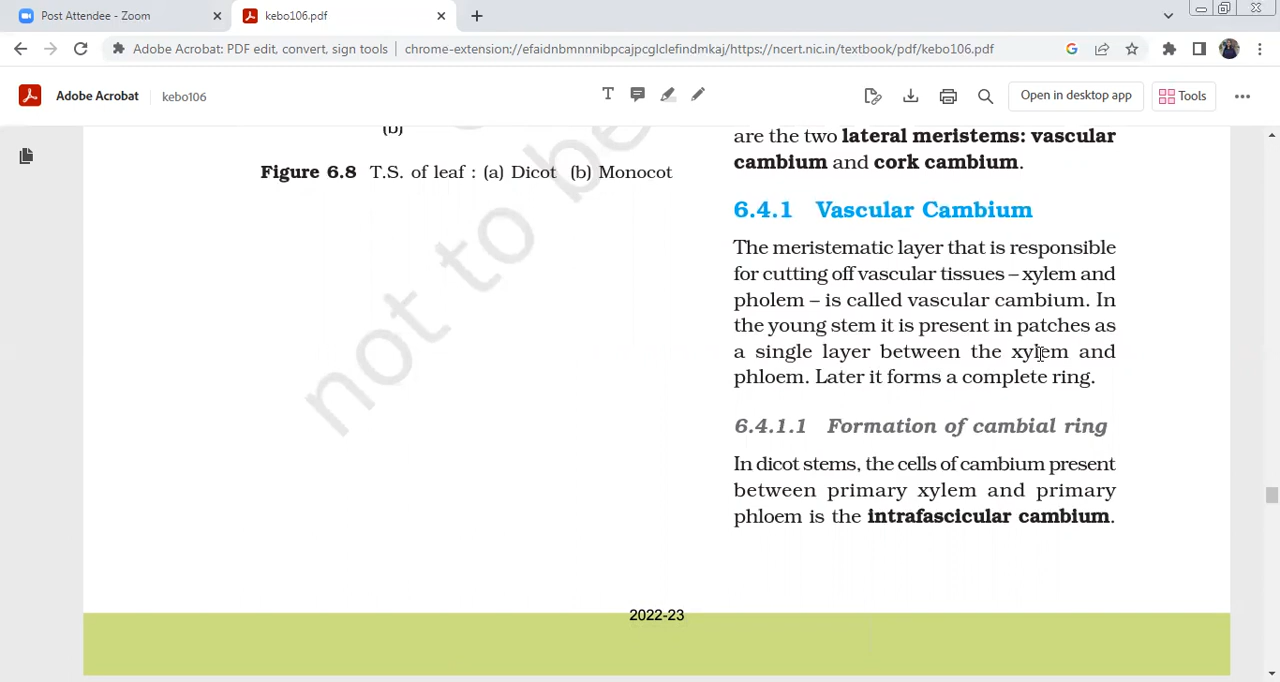 Post Attendee - Zoom
kebo106.pdf
Adobe Acrobat: PDF edit, convert, sign tools
chrome-extension://efaidnbmnnnibpcajpcglclefindmkaj/https://ncert.nic.in/textbook/pdf/kebo106.pdf
Adobe Acrobat
kebo106
Open in desktop app
Tools
(b)
Figure 6.8 T.S. of leaf : (a) Dicot (b) Monocot
not to be
are the two lateral meristems: vascular
cambium and cork cambium.
6.4.1 Vascular Cambium
The meristematic layer that is responsible
for cutting off vascular tissues – xylem and
pholem – is called vascular cambium. In
the young stem it is present in patches as
a single layer between the xylem and
phloem. Later it forms a complete ring.
6.4.1.1 Formation of cambial ring
In dicot stems, the cells of cambium present
between primary xylem and primary
phloem is the intrafascicular cambium.
2022-23